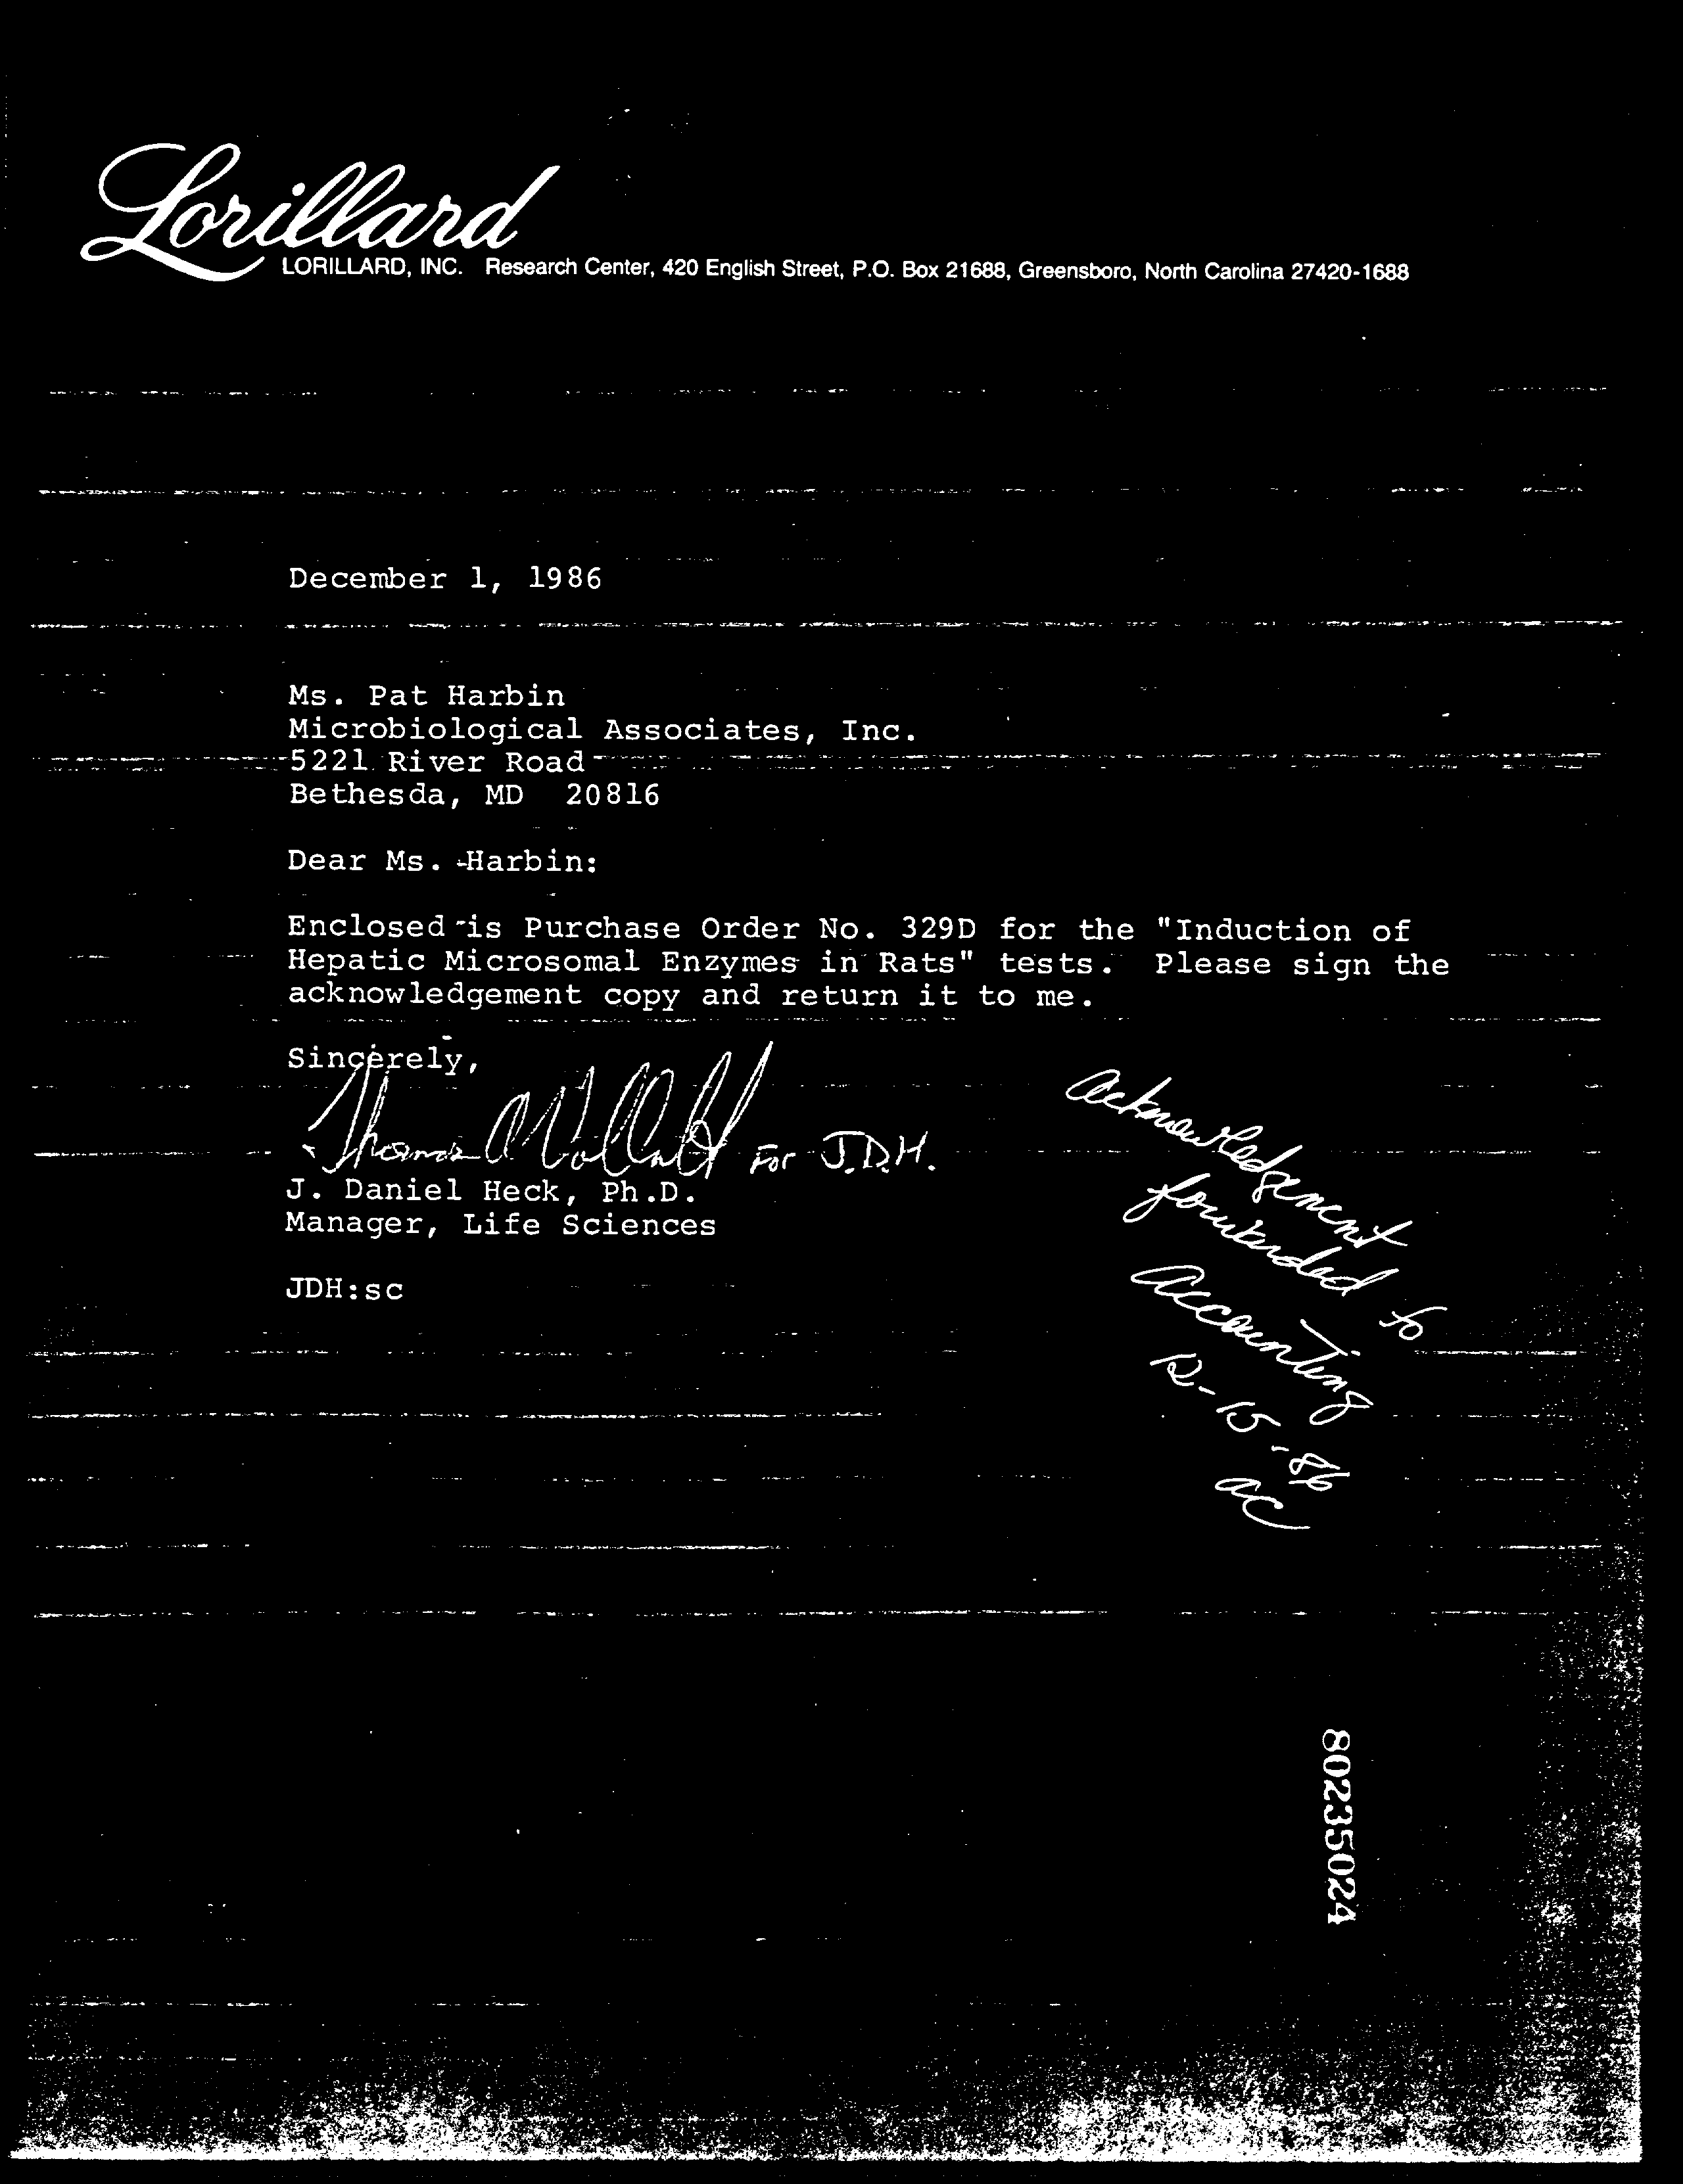 Lorillard
LORILLARD, INC. Research Center, 420 English Street, P.O. Box 21688, Greensboro, North Carolina 27420-1688
December 1, 1986
Ms. Pat Harbin
Microbiological Associates, Inc.
5221 River Road
Bethesda, MD 20816
Dear Ms. Harbin:
Enclosed is Purchase Order No. 329D for the "Induction of
Hepatic Microsomal Enzymes in Rats" tests. Please sign the
acknowledgement copy and return it to me.
Sincerely,
Thomas A. For J.D.H.
J. Daniel Heck, Ph.D.
Manager, Life Sciences
JDH:sc
Acknowledgement
forwarded to
Accounting
12-15-86
ac
80235024